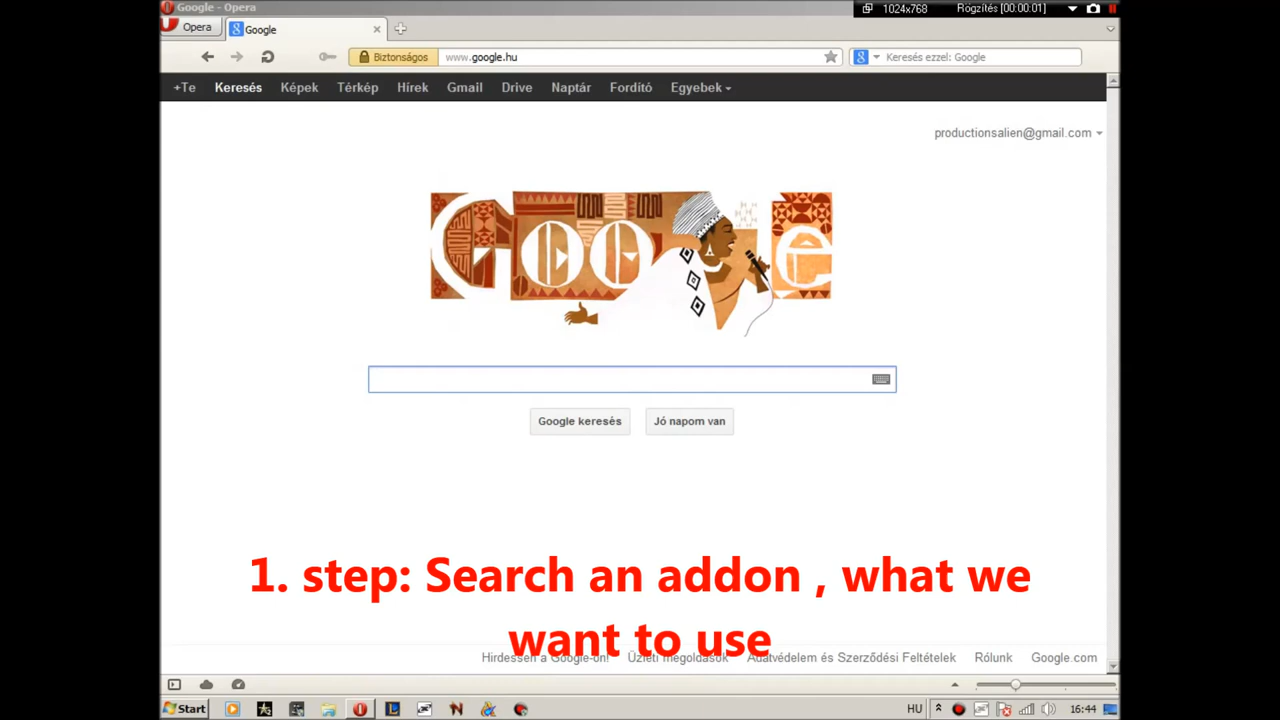 Google - Opera
1024x768
Rögzítés [00:00:01]
Opera
Google
Biztonságos
www.google.hu
Keresés ezzel: Google
+Te Keresés Képek Térkép Hírek Gmail Drive Naptár Fordító Egyebek
productionsalien@gmail.com
Google
Google keresés
Jó napom van
1. step: Search an addon , what we
want to use
Hirdessen a Google-on! Üzleti megoldások Adatvédelem és Szerződési Feltételek Rólunk Google.com
Start
HU
16:44